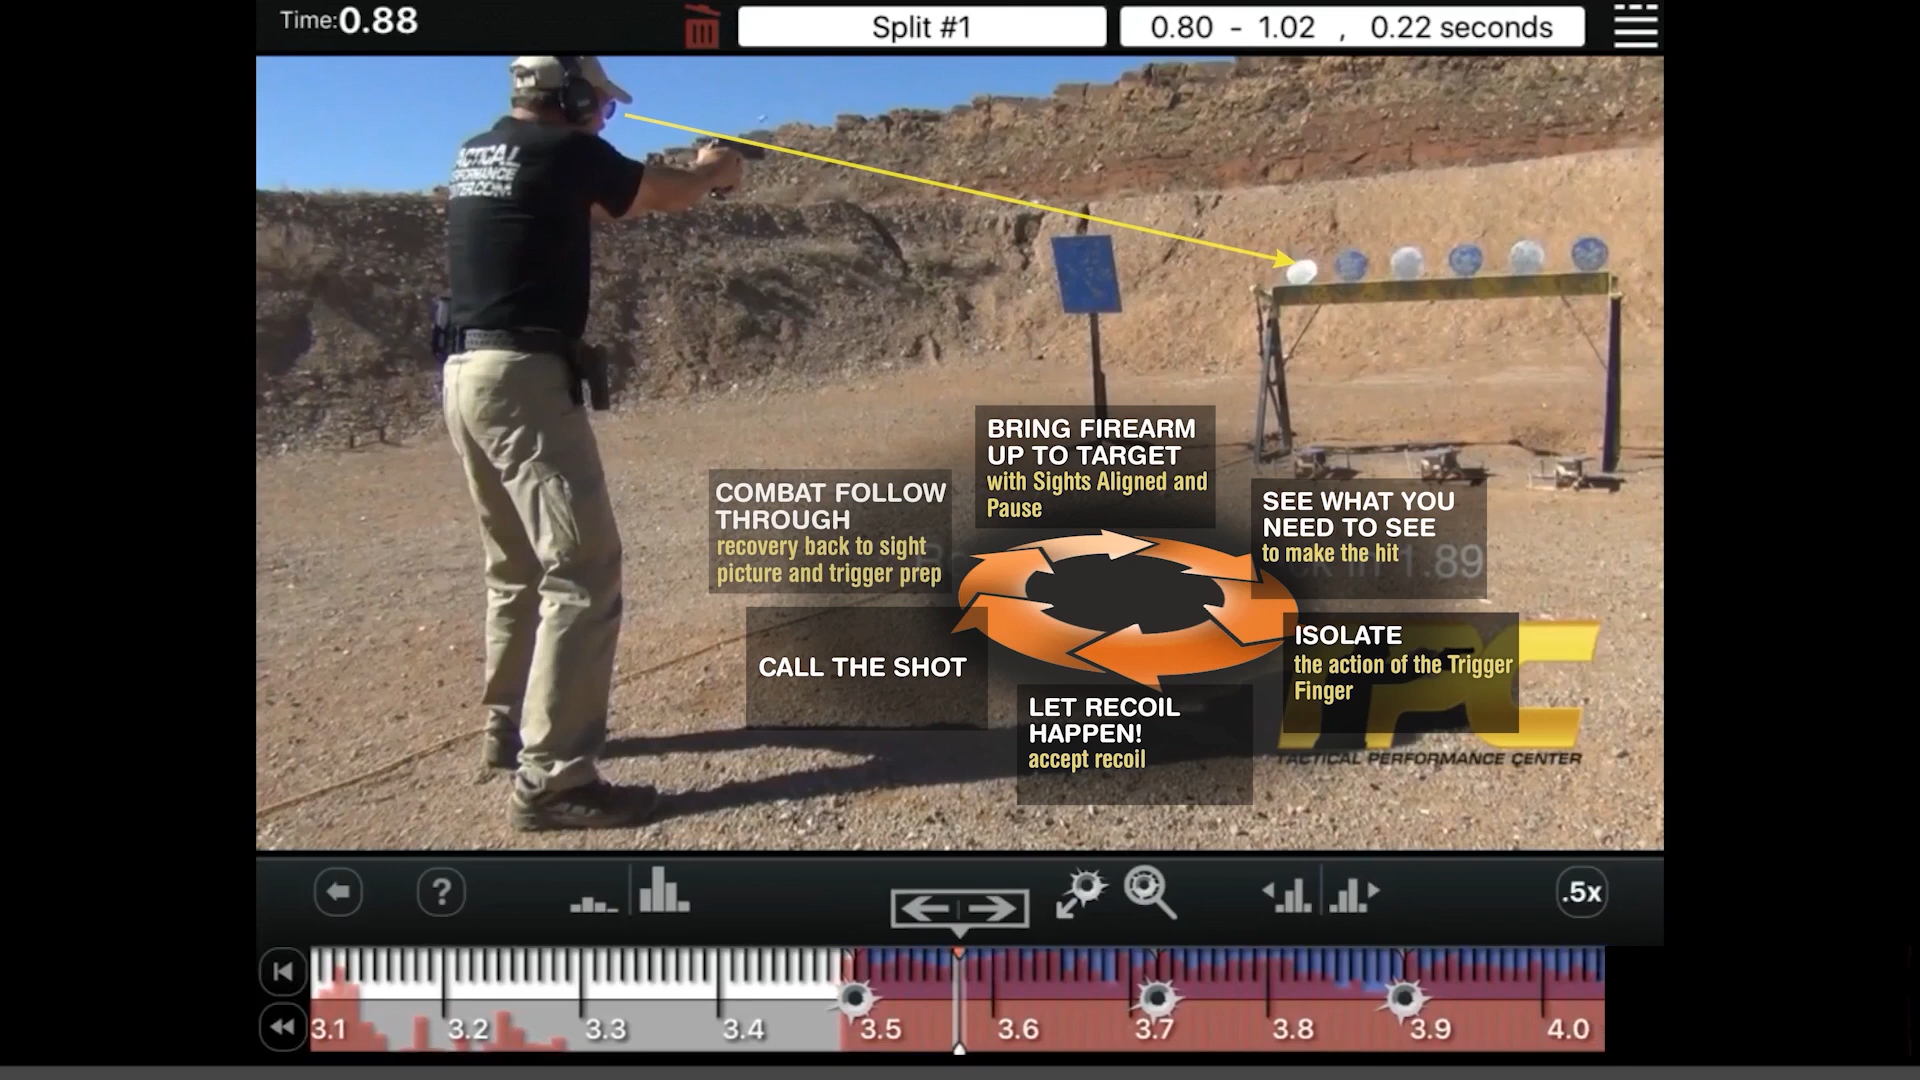 Time:0.88
Split #1
0.80 - 1.02 , 0.22 seconds
ACTICAL
BRING FIREARM
UP TO TARGET
with Sights Aligned and
Pause
COMBAT FOLLOW
THROUGH
recovery back to sight
picture and trigger prep
SEE WHAT YOU
NEED TO SEE
to make the hit
1.89
CALL THE SHOT
ISOLATE
the action of the Trigger
Finger
LET RECOIL
HAPPEN!
accept recoil
TPC
TACTICAL PERFORMANCE CENTER
?
.5x
3.1 3.2 3.3 3.4 3.5 3.6 3.7 3.8 3.9 4.0